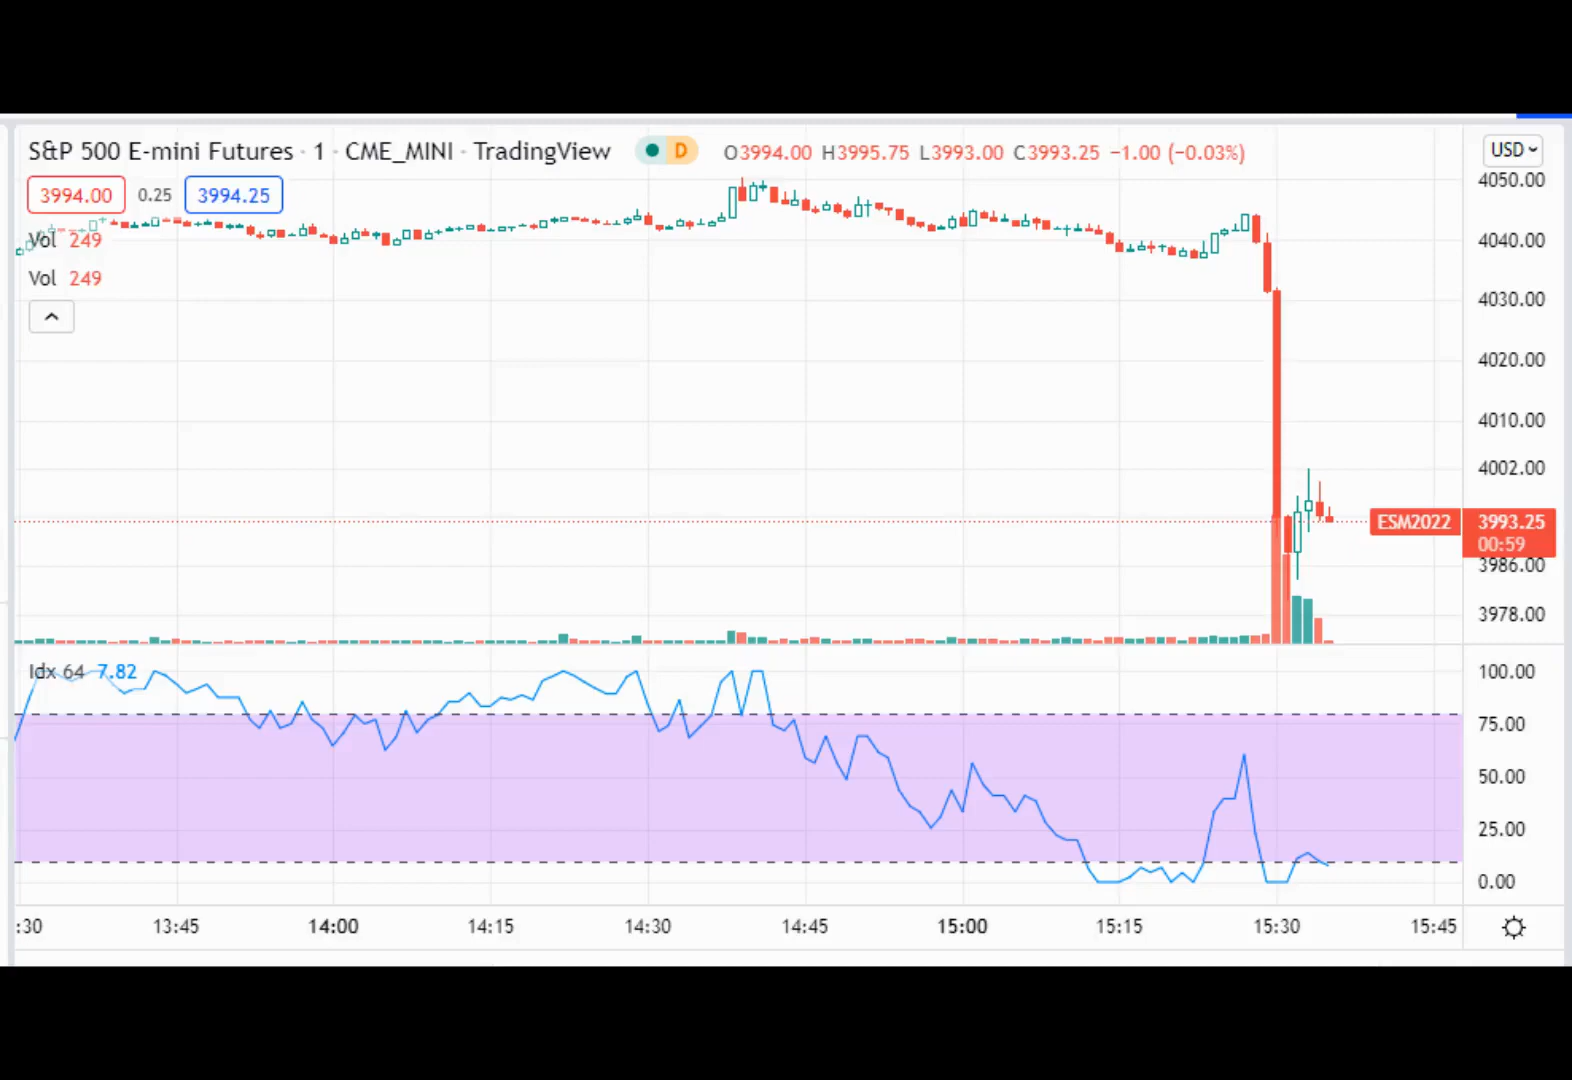 S&P 500 E-mini Futures · 1 · CME_MINI · TradingView D O3994.00 H3995.75 L3993.00 C3993.25 −1.00 (−0.03%)
USD
3994.00 0.25 3994.25
Vol 249
Vol 249
4050.00
4040.00
4030.00
4020.00
4010.00
4002.00
ESM2022 3993.25
00:59
3986.00
3978.00
Idx 64 7.82
100.00
75.00
50.00
25.00
0.00
:30 13:45 14:00 14:15 14:30 14:45 15:00 15:15 15:30 15:45